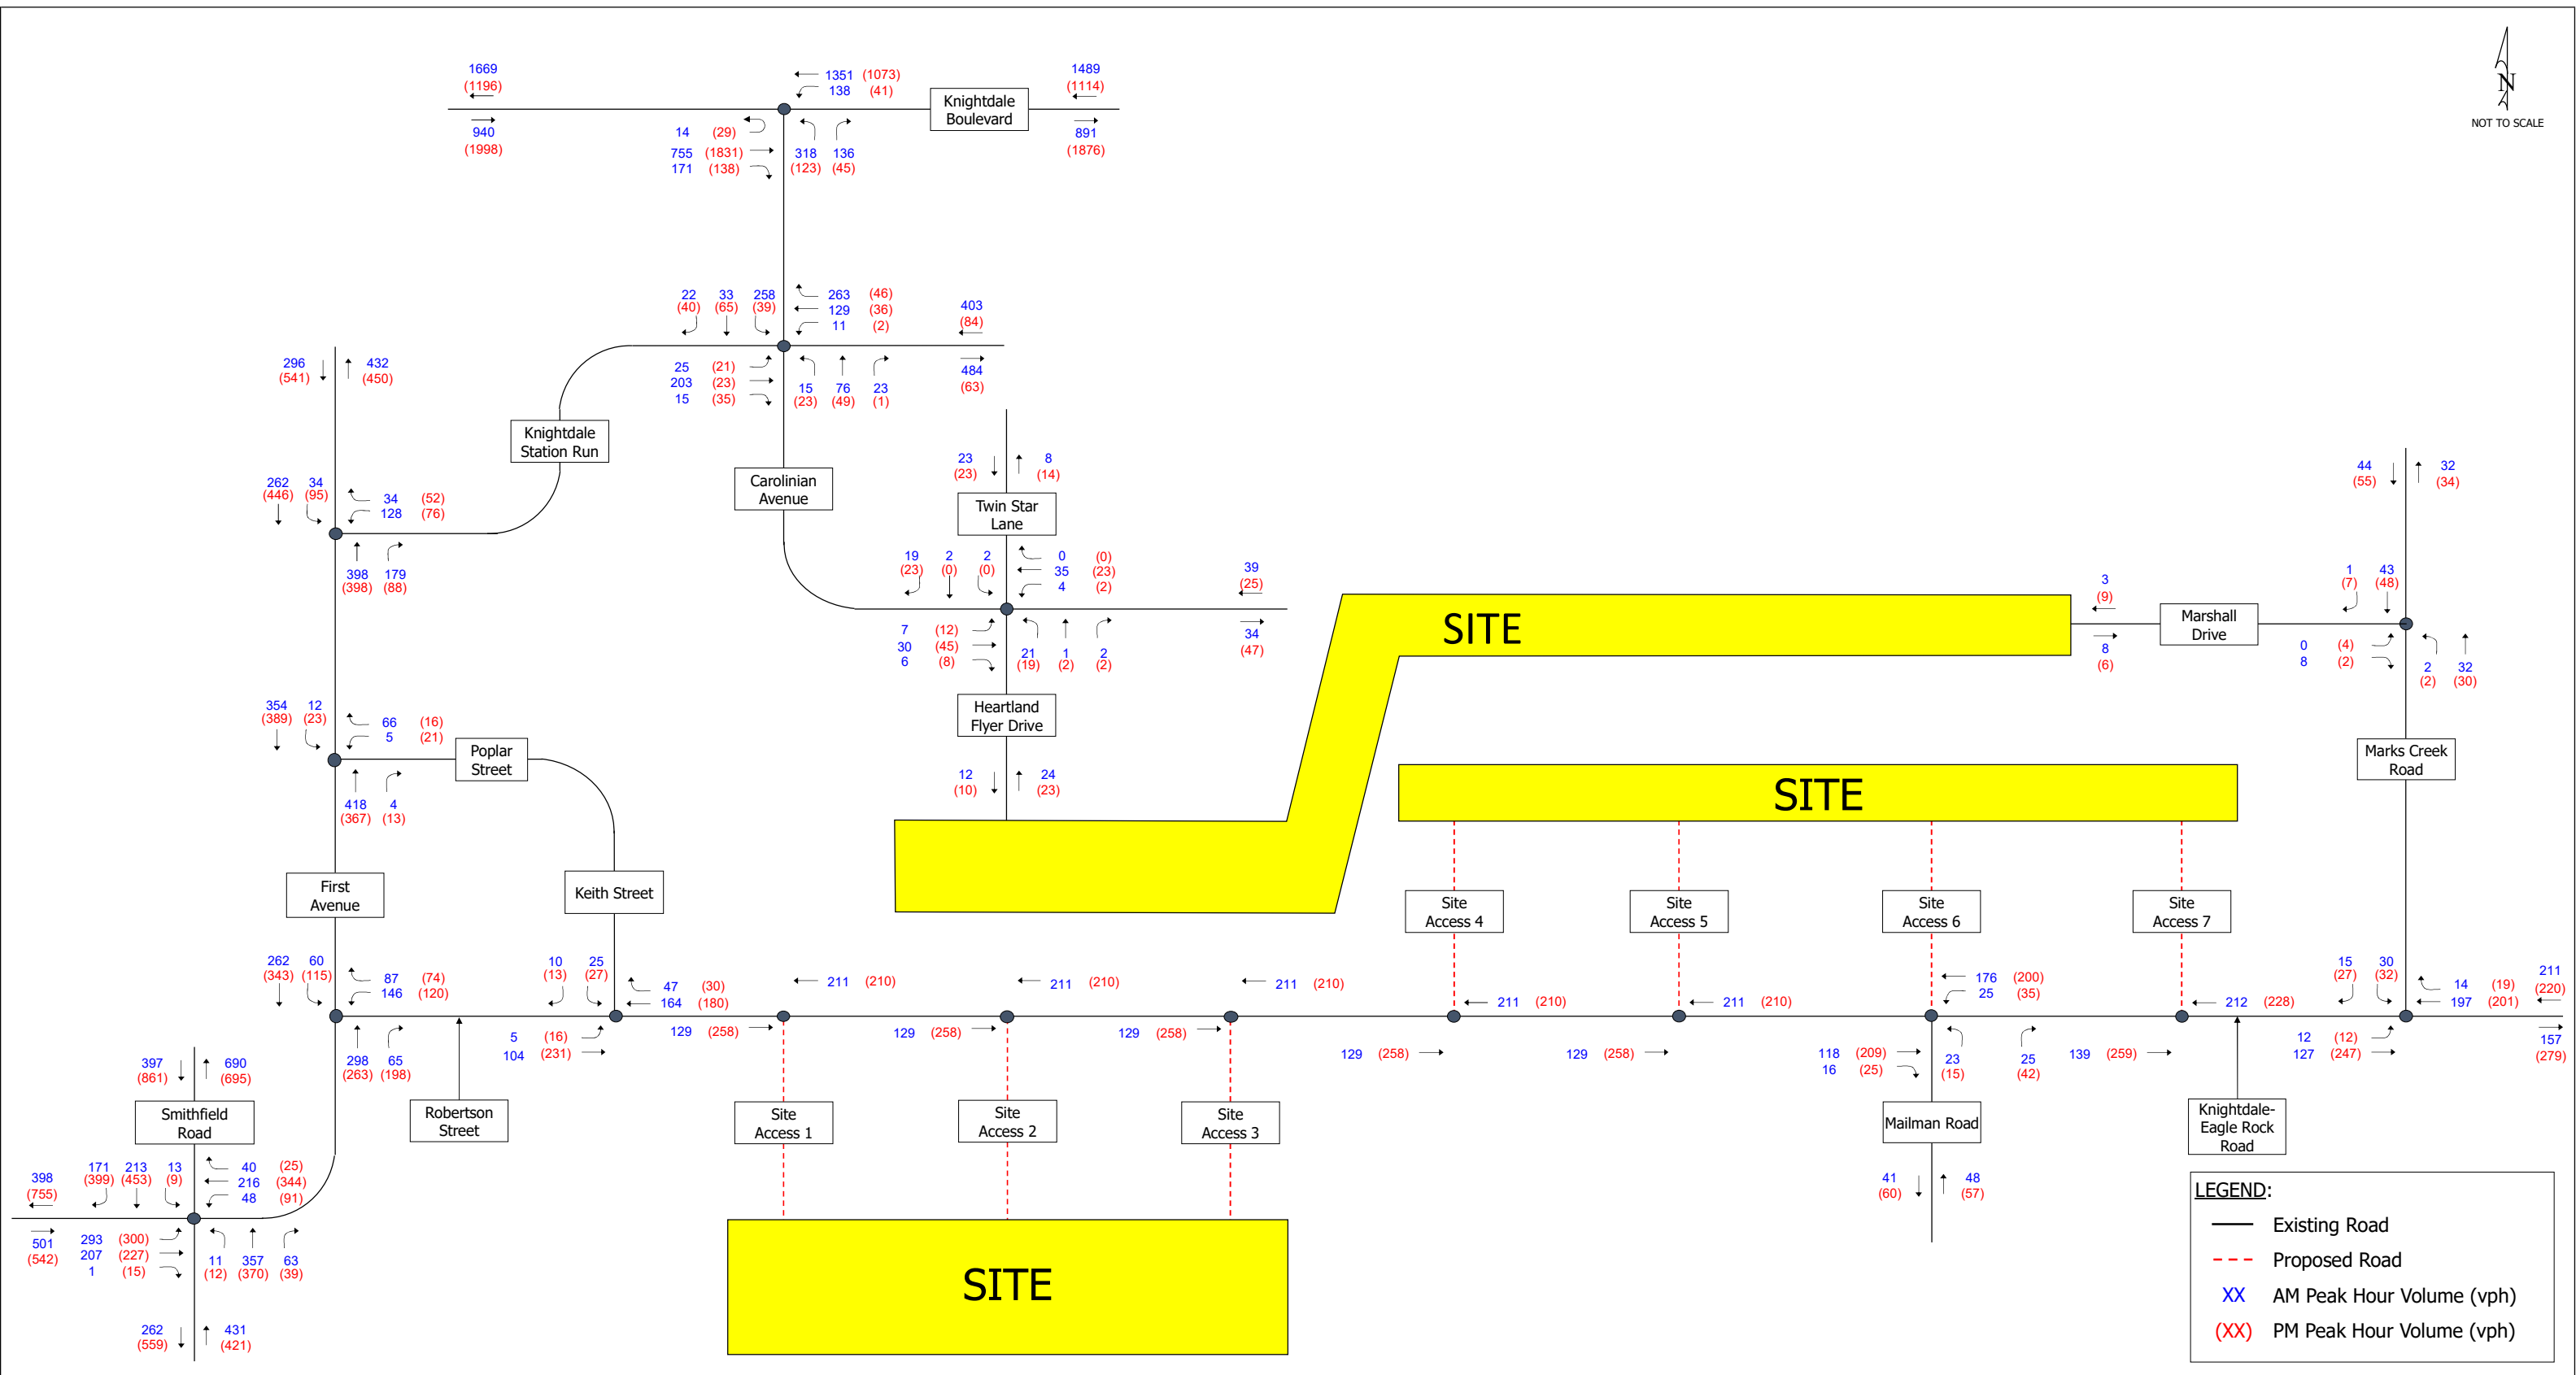 N
NOT TO SCALE
1669
(1196)
940
(1998)
1351 (1073)
138 (41)
Knightdale
Boulevard
1489
(1114)
891
(1876)
14 (29)
755 (1831)
171 (138)
318 136
(123) (45)
22 33 258
(40) (65) (39)
263 (46)
129 (36)
11 (2)
403
(84)
484
(63)
25 (21)
203 (23)
15 (35)
15 76 23
(23) (49) (1)
296 432
(541) (450)
Knightdale
Station Run
Carolinian
Avenue
23 8
(23) (14)
Twin Star
Lane
262 34
(446) (95)
34 (52)
128 (76)
398 179
(398) (88)
19 2 2
(23) (0) (0)
0 (0)
35 (23)
4 (2)
39
(25)
34
(47)
7 (12)
30 (45)
6 (8)
21 1 2
(19) (2) (2)
Heartland
Flyer Drive
12 24
(10) (23)
SITE
44 32
(55) (34)
3
(9)
8
(6)
Marshall
Drive
1 43
(7) (48)
0 (4)
8 (2)
2 32
(2) (30)
Marks Creek
Road
SITE
354 12
(389) (23)
66 (16)
5 (21)
Poplar
Street
418 4
(367) (13)
First
Avenue
Keith Street
Site
Access 4
Site
Access 5
Site
Access 6
Site
Access 7
262 60
(343) (115)
87 (74)
146 (120)
10 25
(13) (27)
47 (30)
164 (180)
211 (210)
211 (210)
211 (210)
211 (210)
211 (210)
176 (200)
25 (35)
212 (228)
15 30
(27) (32)
14 (19)
197 (201)
211
(220)
157
(279)
298 65
(263) (198)
5 (16)
104 (231)
129 (258)
129 (258)
129 (258)
129 (258)
129 (258)
118 (209)
16 (25)
23 25
(15) (42)
139 (259)
12 (12)
127 (247)
397 690
(861) (695)
Smithfield
Road
Robertson
Street
Site
Access 1
Site
Access 2
Site
Access 3
Mailman Road
Knightdale-
Eagle Rock
Road
41 48
(60) (57)
398
(755)
501
(542)
171 213 13
(399) (453) (9)
40 (25)
216 (344)
48 (91)
293 (300)
207 (227)
1 (15)
11 357 63
(12) (370) (39)
262 431
(559) (421)
SITE
LEGEND:
Existing Road
Proposed Road
XX AM Peak Hour Volume (vph)
(XX) PM Peak Hour Volume (vph)